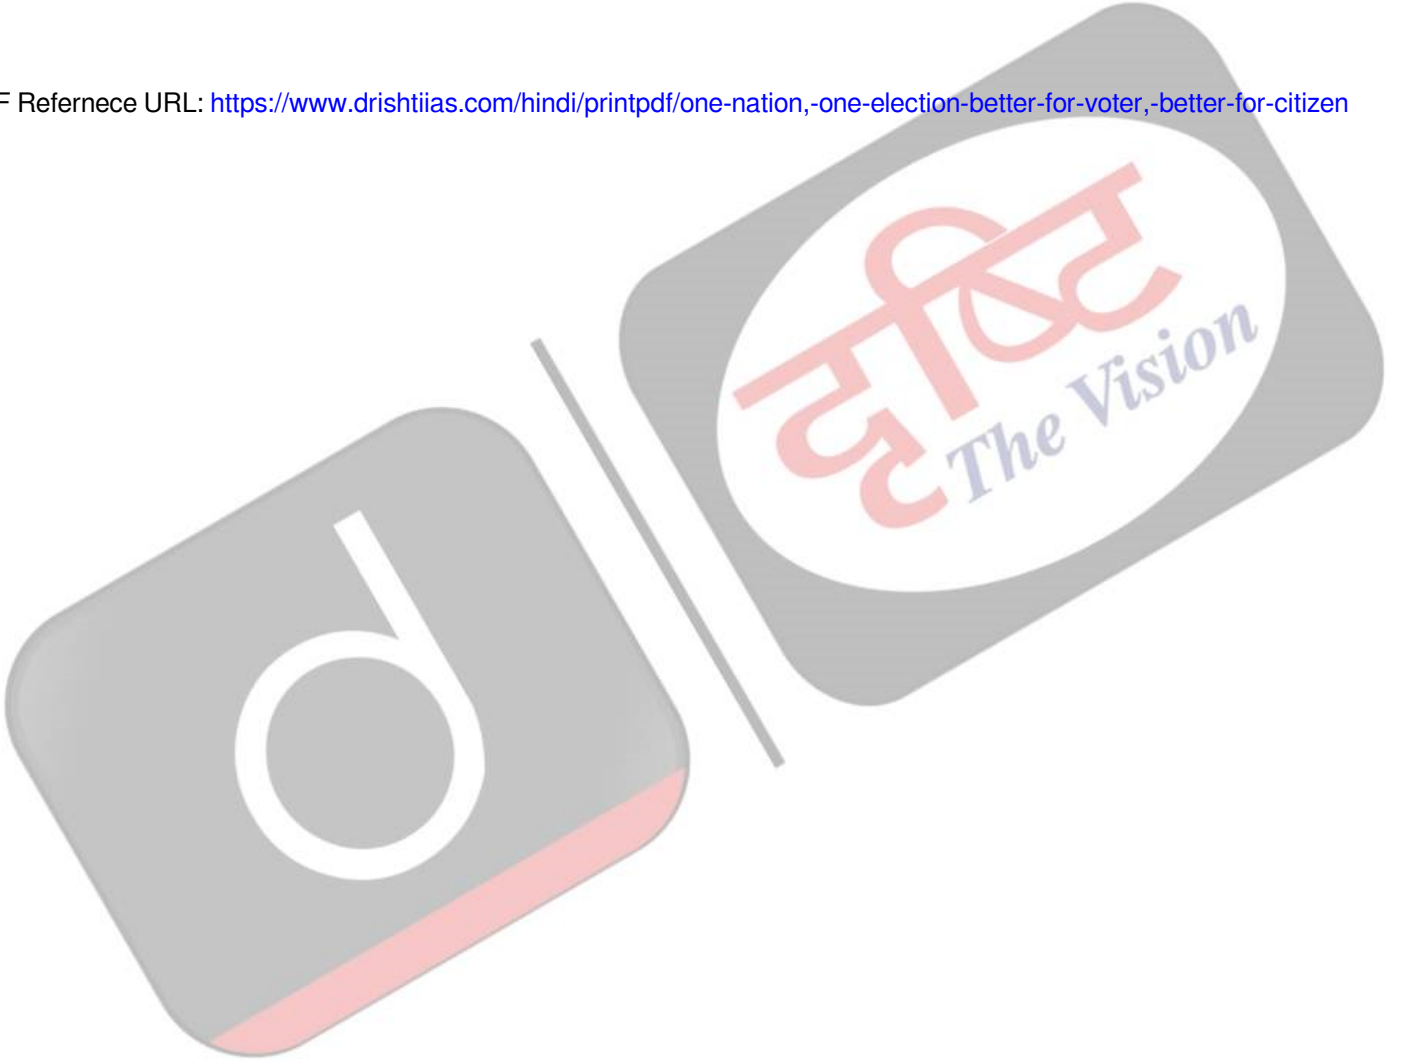 F Refernece URL: https://www.drishtiias.com/hindi/printpdf/one-nation,-one-election-better-for-voter,-better-for-citizen
दृष्टि
The Vision
d